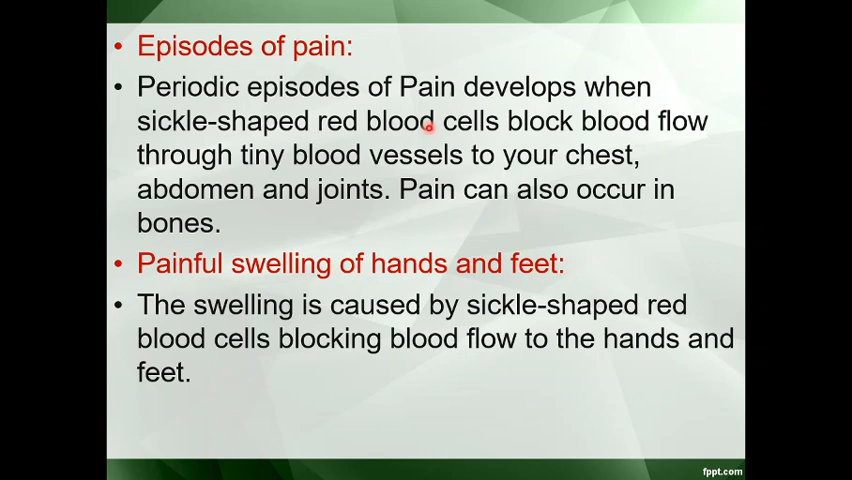 • Episodes of pain:
• Periodic episodes of Pain develops when
sickle-shaped red blood cells block blood flow
through tiny blood vessels to your chest,
abdomen and joints. Pain can also occur in
bones.
• Painful swelling of hands and feet:
• The swelling is caused by sickle-shaped red
blood cells blocking blood flow to the hands and
feet.
fppt.com